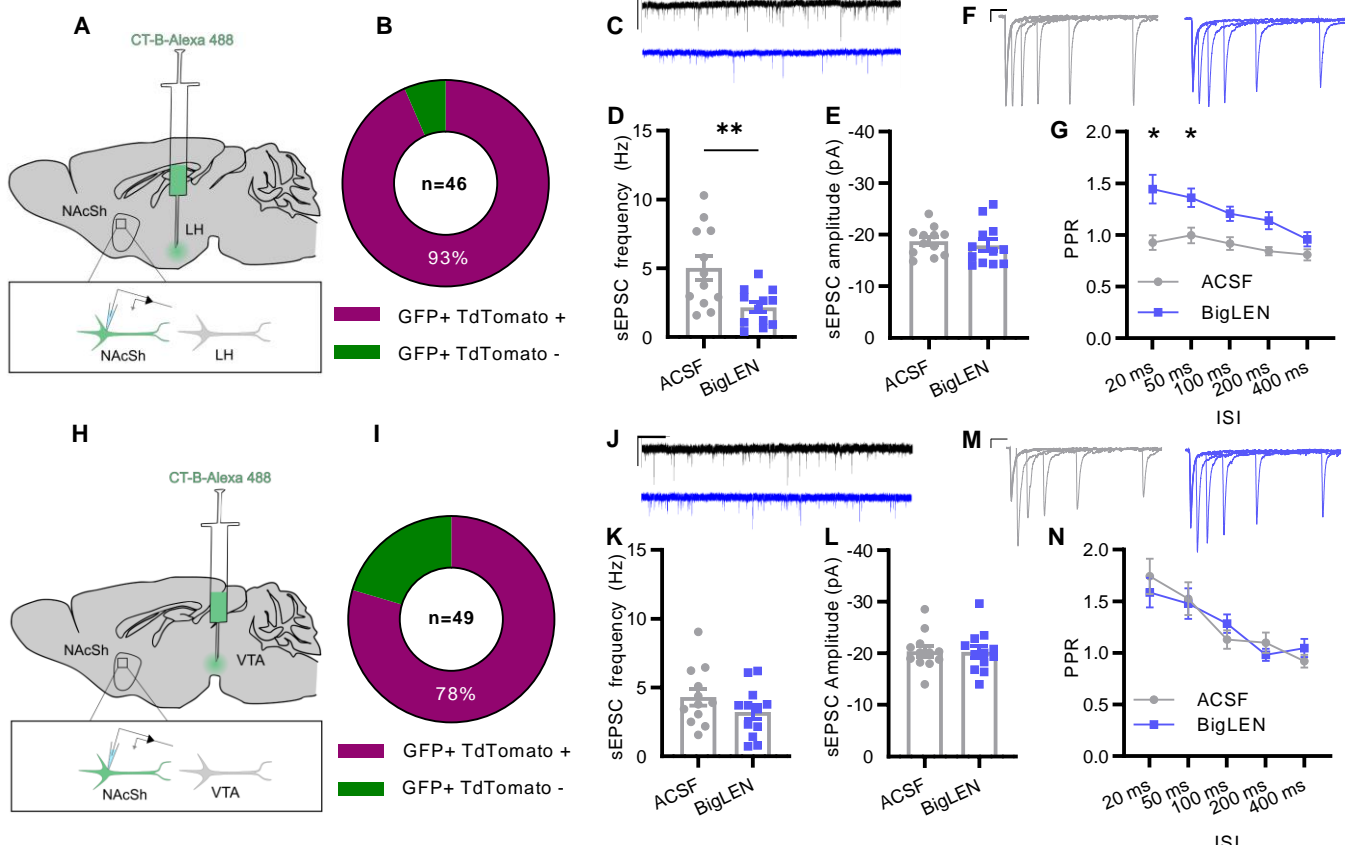 A
CT-B-Alexa 488
NAcSh
LH
NAcSh
LH
B
n=46
93%
GFP+ TdTomato +
GFP+ TdTomato -
C
D
**
sEPSC frequency (Hz)
15
10
5
0
ACSF
BigLEN
E
sEPSC amplitude (pA)
-40
-30
-20
-10
0
ACSF
BigLEN
F
G
* *
PPR
2.0
1.5
1.0
0.5
0.0
ACSF
BigLEN
20 ms
50 ms
100 ms
200 ms
400 ms
ISI
H
CT-B-Alexa 488
NAcSh
VTA
NAcSh
VTA
I
n=49
78%
GFP+ TdTomato +
GFP+ TdTomato -
J
K
sEPSC frequency (Hz)
15
10
5
0
ACSF
BigLEN
L
sEPSC Amplitude (pA)
-40
-30
-20
-10
0
ACSF
BigLEN
M
N
PPR
2.0
1.5
1.0
0.5
0.0
ACSF
BigLEN
20 ms
50 ms
100 ms
200 ms
400 ms
ISI